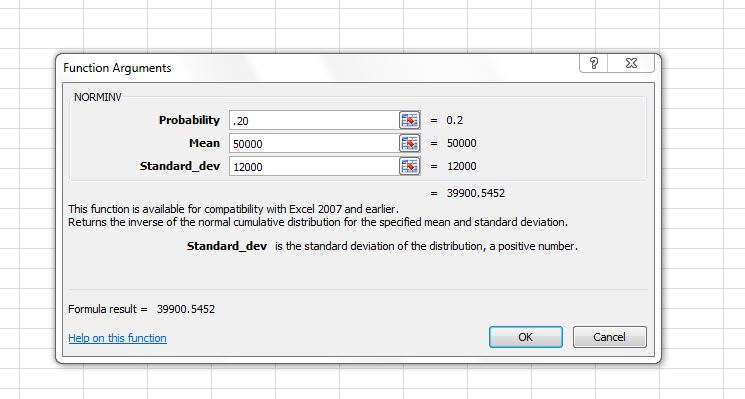 Function Arguments
NORMINV
Probability .20 = 0.2
Mean 50000 = 50000
Standard_dev 12000 = 12000
= 39900.5452
This function is available for compatibility with Excel 2007 and earlier.
Returns the inverse of the normal cumulative distribution for the specified mean and standard deviation.
Standard_dev is the standard deviation of the distribution, a positive number.
Formula result = 39900.5452
Help on this function
OK Cancel